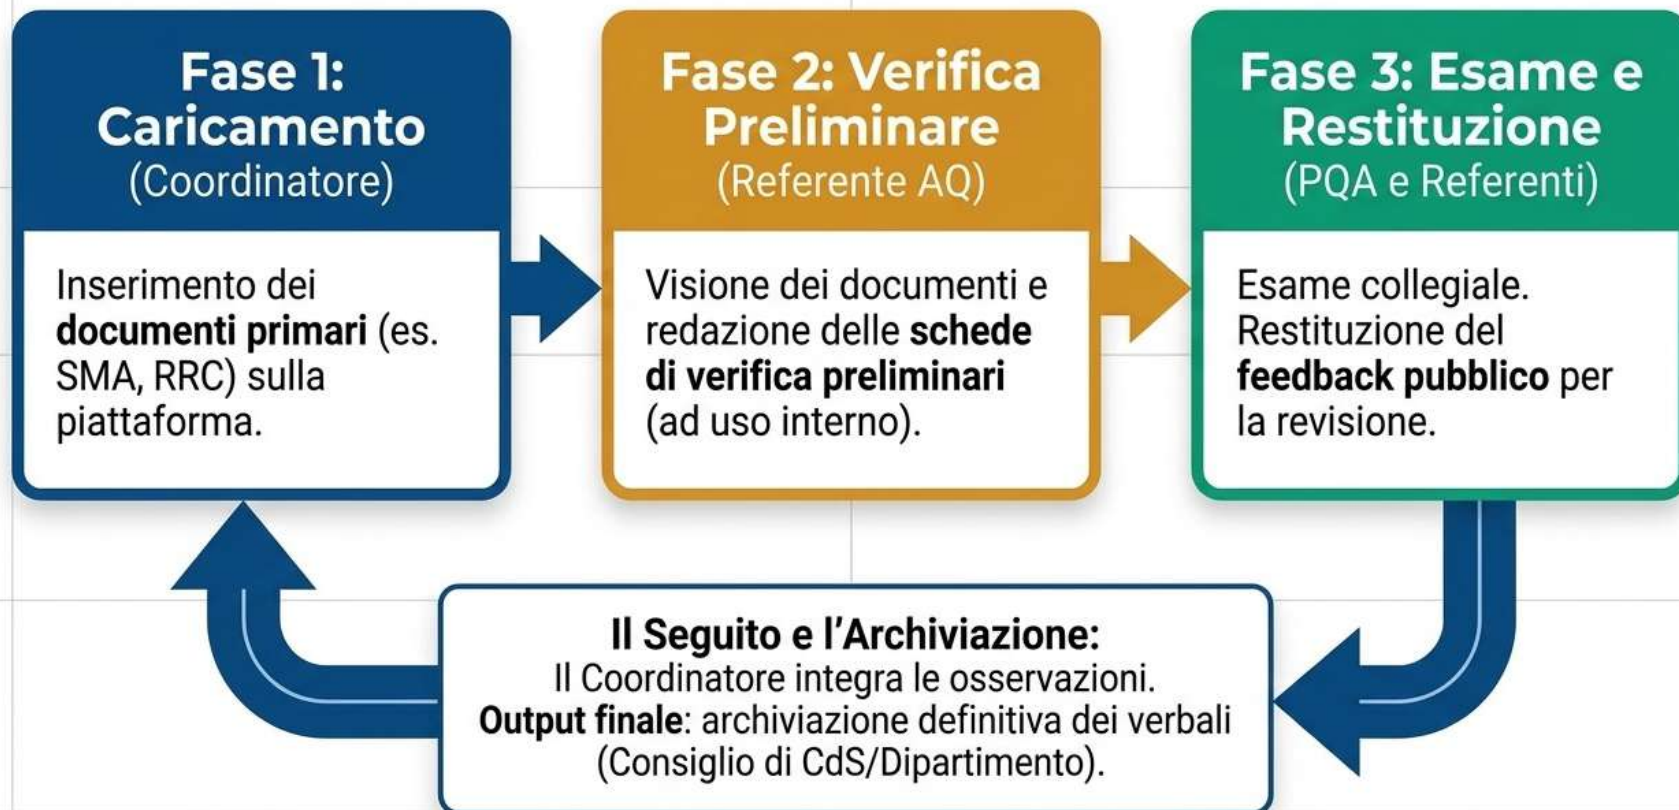 Fase 1:
Caricamento
(Coordinatore)
Inserimento dei
documenti primari (es.
SMA, RRC) sulla
piattaforma.
Fase 2: Verifica
Preliminare
(Referente AQ)
Visione dei documenti e
redazione delle schede
di verifica preliminari
(ad uso interno).
Fase 3: Esame e
Restituzione
(PQA e Referenti)
Esame collegiale.
Restituzione del
feedback pubblico per
la revisione.
Il Seguito e l’Archiviazione:
Il Coordinatore integra le osservazioni.
Output finale: archiviazione definitiva dei verbali
(Consiglio di CdS/Dipartimento).